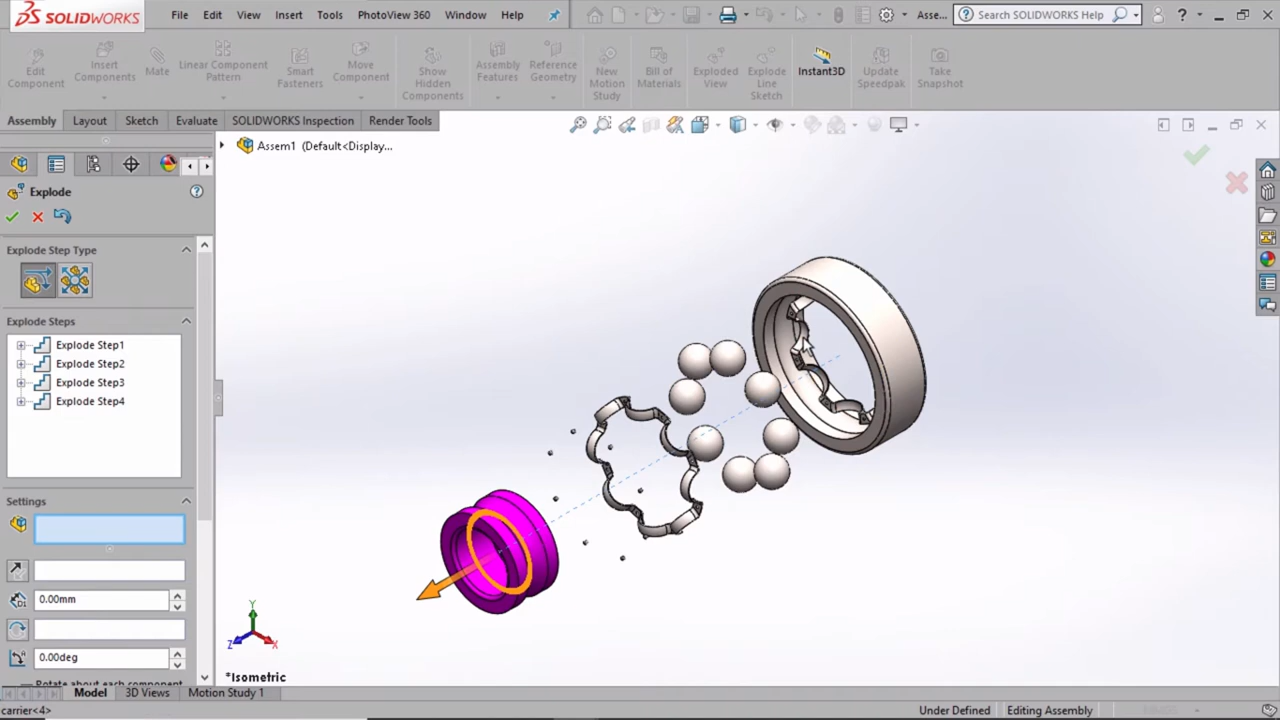 SOLIDWORKS File Edit View Insert Tools PhotoView 360 Window Help Asse... Search SOLIDWORKS Help ?
Edit Component
Insert Components
Mate
Linear Component Pattern
Smart Fasteners
Move Component
Show Hidden Components
Assembly Features
Reference Geometry
New Motion Study
Bill of Materials
Exploded View
Explode Line Sketch
Instant3D
Update Speedpak
Take Snapshot
Assembly Layout Sketch Evaluate SOLIDWORKS Inspection Render Tools
Assem1 (Default<Display...
Explode
Explode Step Type
Explode Steps
Explode Step1
Explode Step2
Explode Step3
Explode Step4
Settings
0.00mm
0.00deg
Rotate about each component
Y
Z X
*Isometric
Model 3D Views Motion Study 1
carrier<4> Under Defined Editing Assembly